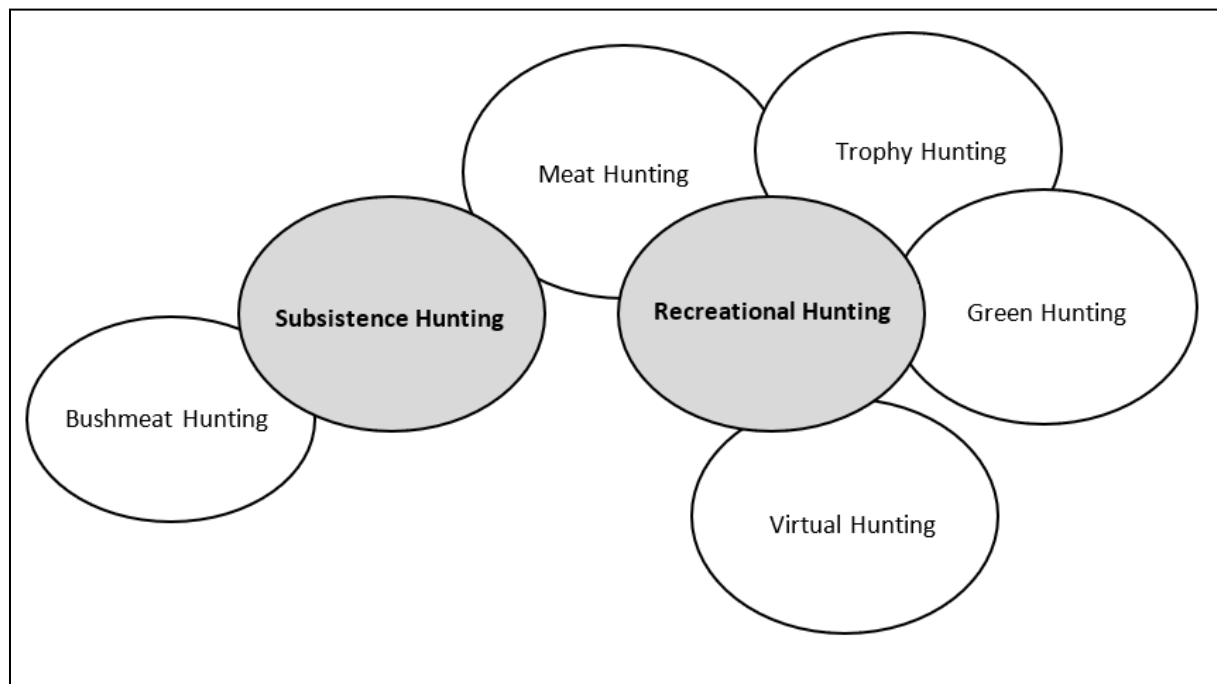 Trophy Hunting
Meat Hunting
Recreational Hunting
Green Hunting
Subsistence Hunting
Bushmeat Hunting
Virtual Hunting